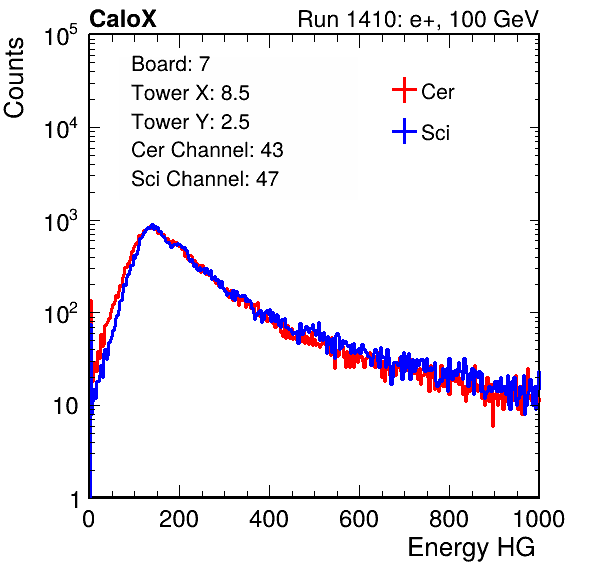 CaloX Run 1410: e+, 100 GeV
Counts
Board: 7
Tower X: 8.5
Tower Y: 2.5
Cer Channel: 43
Sci Channel: 47
Cer
Sci
10^5
10^4
10^3
10^2
10
1
0 200 400 600 800 1000
Energy HG